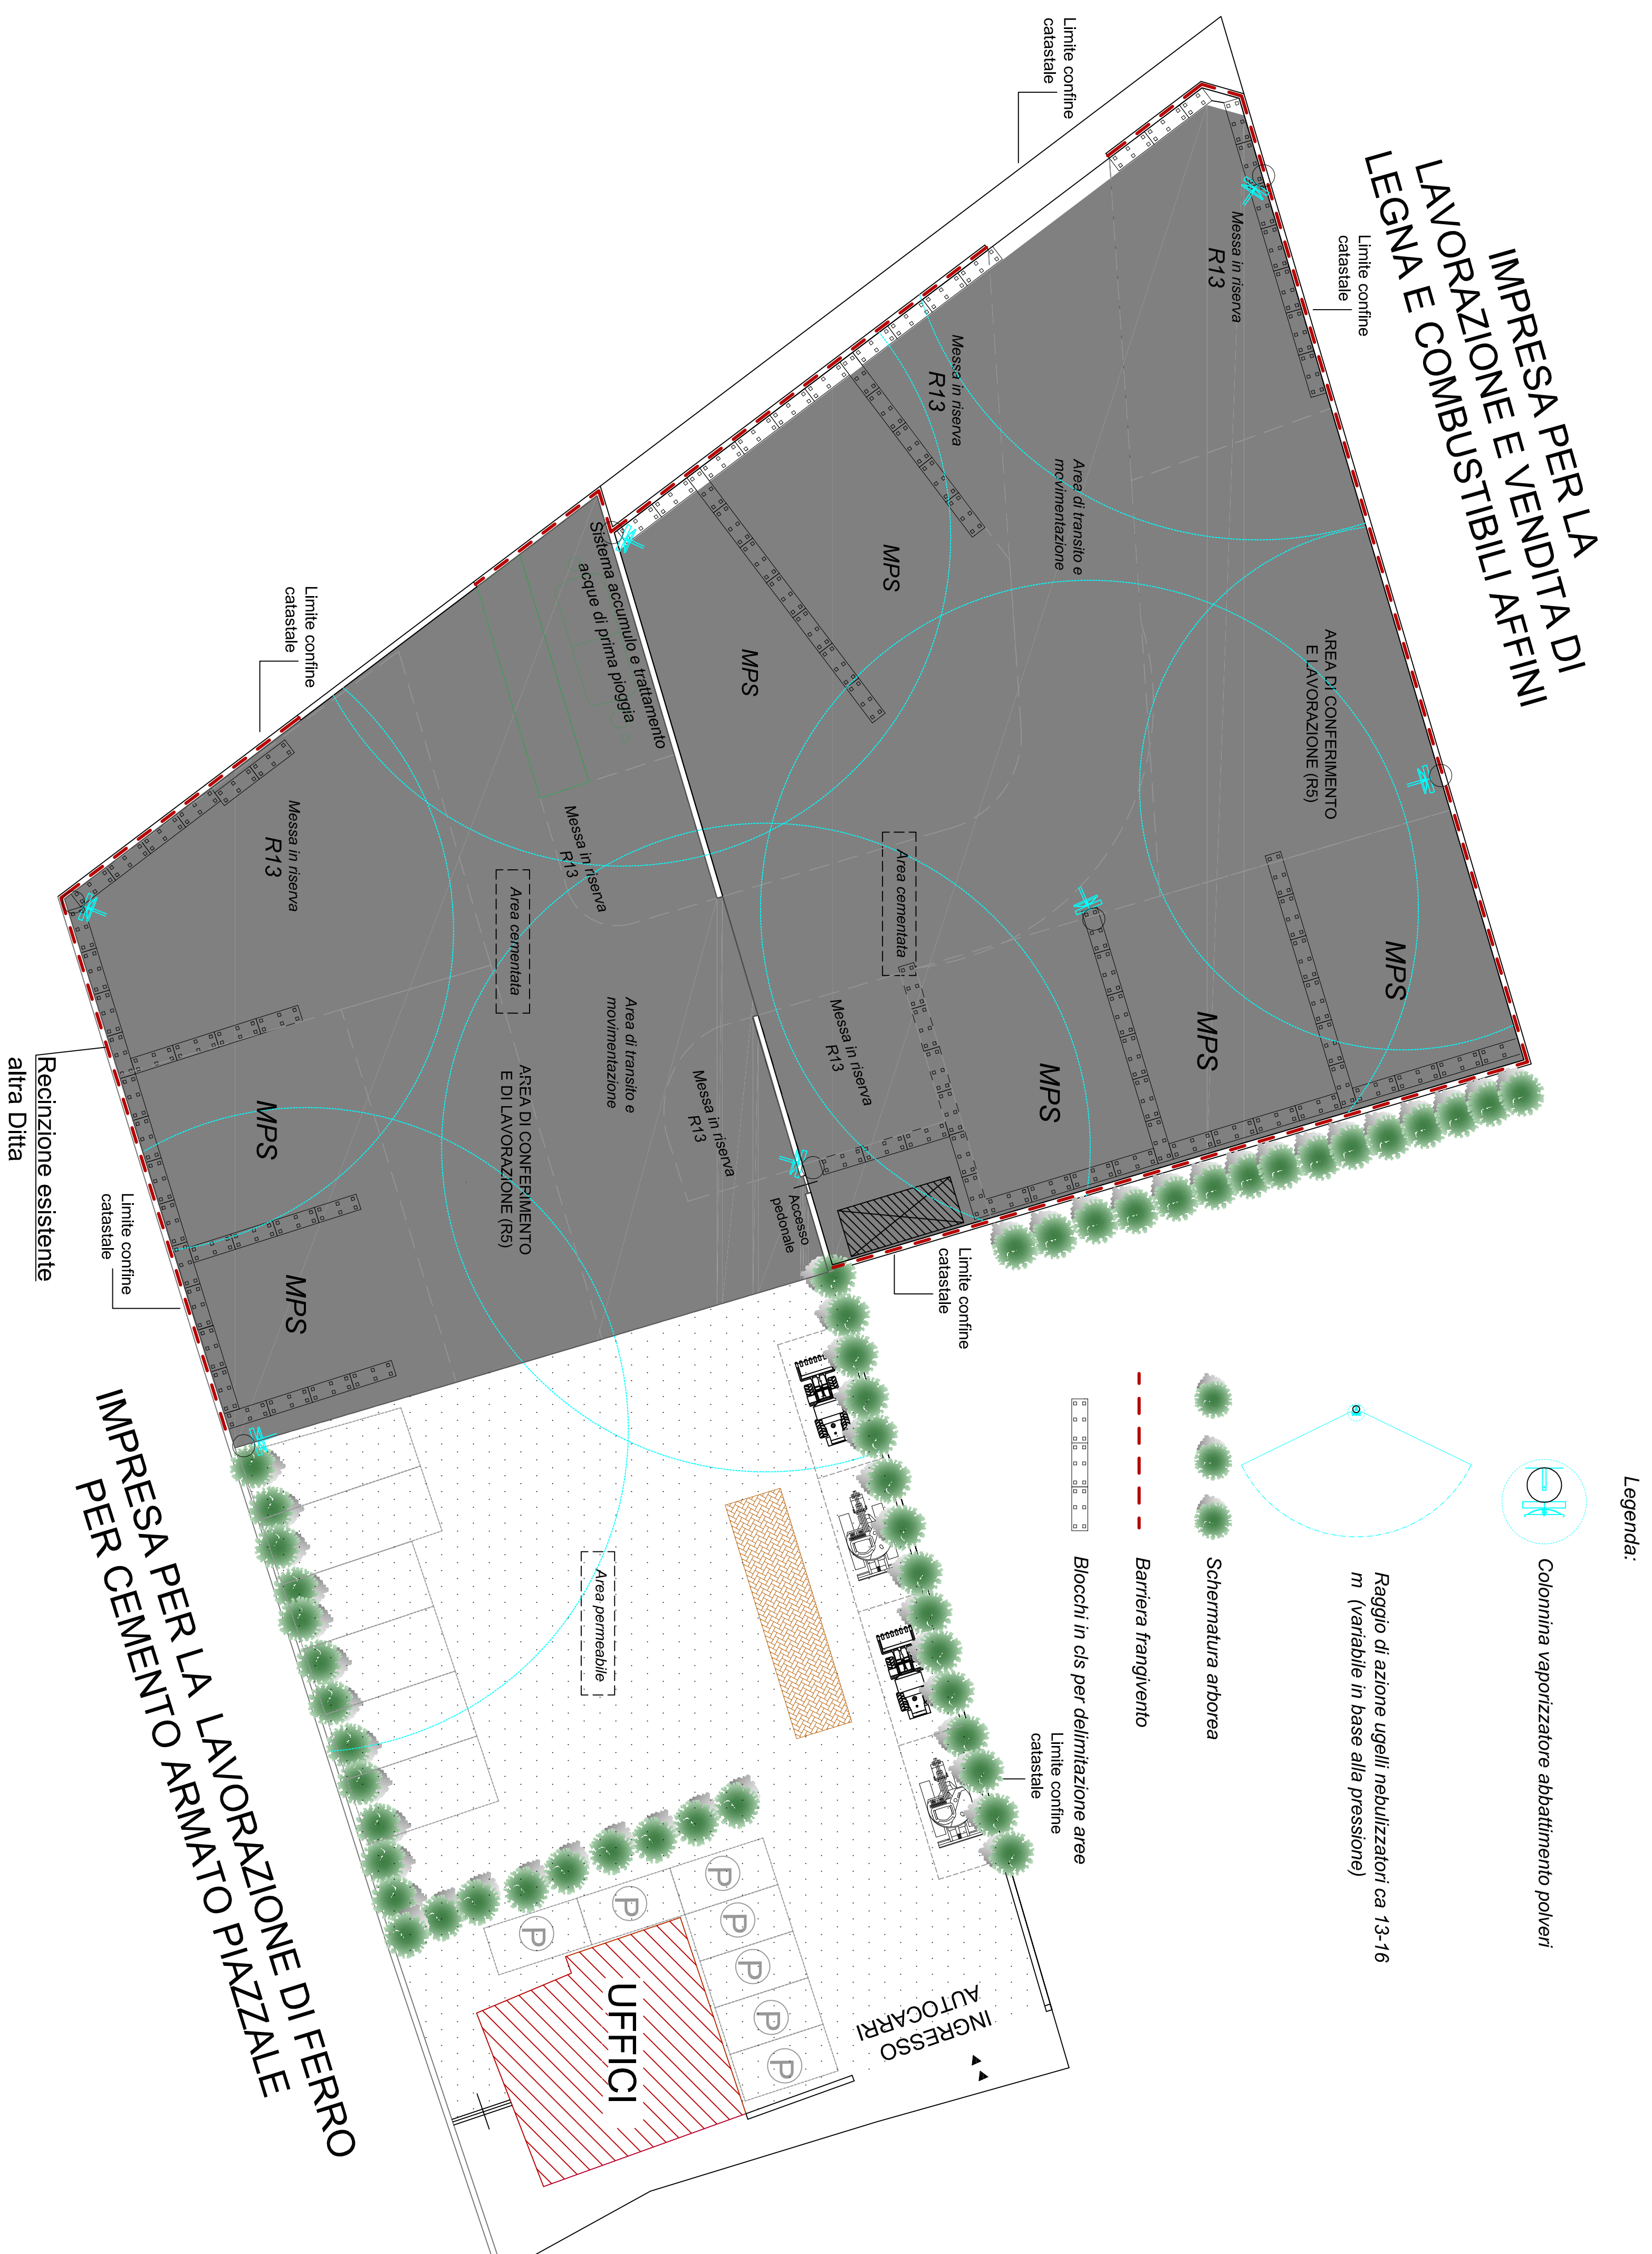 Legenda:
Colonnina vaporizzatore abbattimento polveri
Raggio di azione ugelli nebulizzatori ca 13-16
m (variabile in base alla pressione)
Schermatura arborea
Barriera frangivento
Blocchi in cls per delimitazione aree
IMPRESA PER LA
LAVORAZIONE E VENDITA DI
LEGNA E COMBUSTIBILI AFFINI
Limite confine
catastale
Limite confine
catastale
Messa in riserva
R13
Messa in riserva
R13
Area di transito e
movimentazione
AREA DI CONFERIMENTO
E LAVORAZIONE (R5)
MPS
MPS
MPS
MPS
MPS
Area cementata
Messa in riserva
R13
Sistema accumulo e trattamento
acque di prima pioggia
Messa in riserva
R13
Messa in riserva
R13
Accesso
pedonale
Limite confine
catastale
Limite confine
catastale
Limite confine
catastale
Area di transito e
movimentazione
Area cementata
AREA DI CONFERIMENTO
E DI LAVORAZIONE (R5)
Messa in riserva
R13
MPS
MPS
Recinzione esistente
altra Ditta
Limite confine
catastale
Area permeabile
P
P
P
P
P
P
P
UFFICI
INGRESSO
AUTOCARRI
IMPRESA PER LA LAVORAZIONE DI FERRO
PER CEMENTO ARMATO PIAZZALE